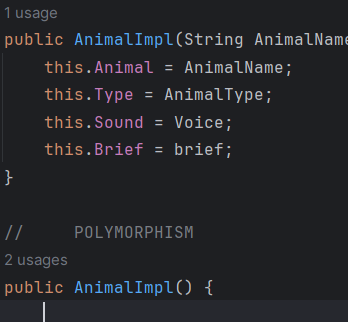 1 usage
public AnimalImpl(String AnimalName
this.Animal = AnimalName;
this.Type = AnimalType;
this.Sound = Voice;
this.Brief = brief;
}
// POLYMORPHISM
2 usages
public AnimalImpl() {